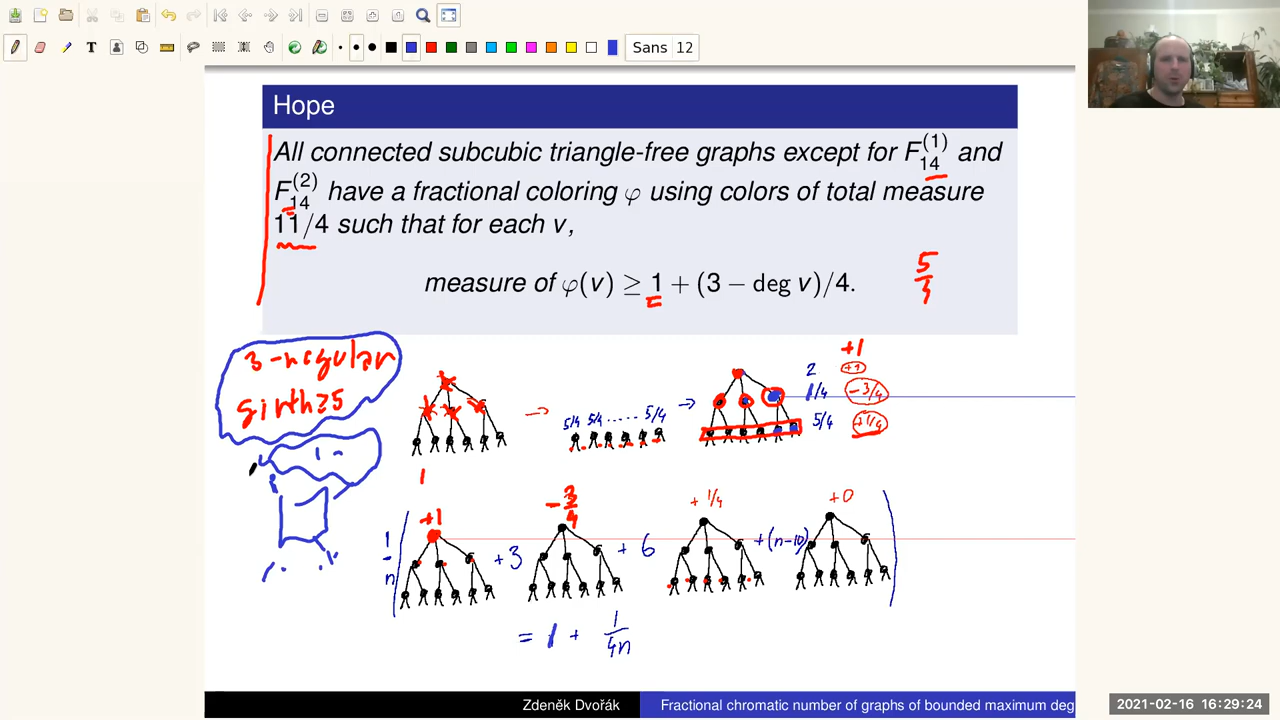 Sans 12
Hope
All connected subcubic triangle-free graphs except for F_14^(1) and
F_14^(2) have a fractional coloring φ using colors of total measure
11/4 such that for each v,
measure of φ(v) ≥ 1 + (3 − deg v)/4.
5/4
3-regular
girth≥5
5/4 5/4 ..... 5/4
2
1/4
5/4
+1
-3/4
+1/4
1
1/n ( +1 + 3 -3/4 + 6 +1/4 + (n-10) +0 )
= 1 + 1/4n
Zdeněk Dvořák
Fractional chromatic number of graphs of bounded maximum deg
2021-02-16 16:29:24